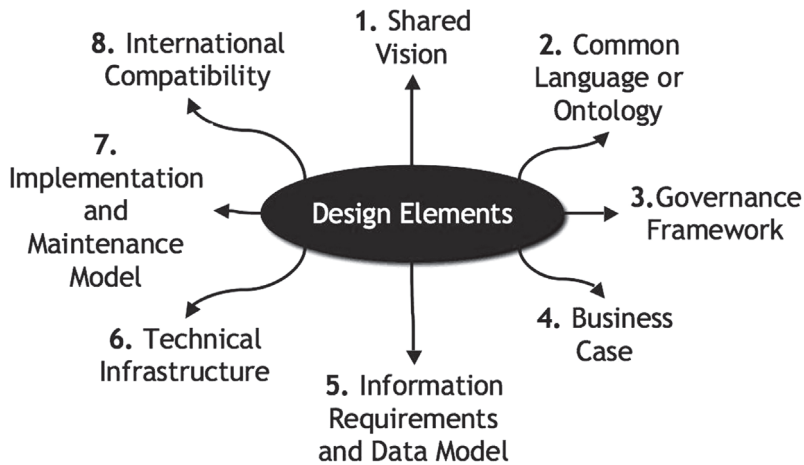 1. Shared
Vision
2. Common
Language or
Ontology
3.Governance
Framework
4. Business
Case
5. Information
Requirements
and Data Model
6. Technical
Infrastructure
7.
Implementation
and
Maintenance
Model
8. International
Compatibility
Design Elements